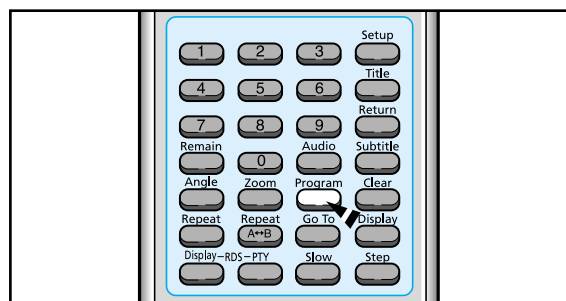 Setup
1 2 3
Title
4 5 6
Return
7 8 9
Remain Audio Subtitle
0
Angle Zoom Program Clear
Repeat Repeat Go To Display
A↔B
Display-RDS-PTY Slow Step